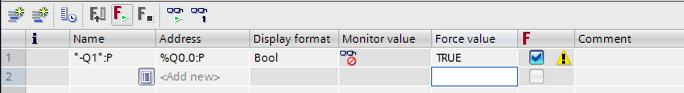 i Name Address Display format Monitor value Force value F Comment
1 "-Q1":P %Q0.0:P Bool TRUE
2 <Add new>